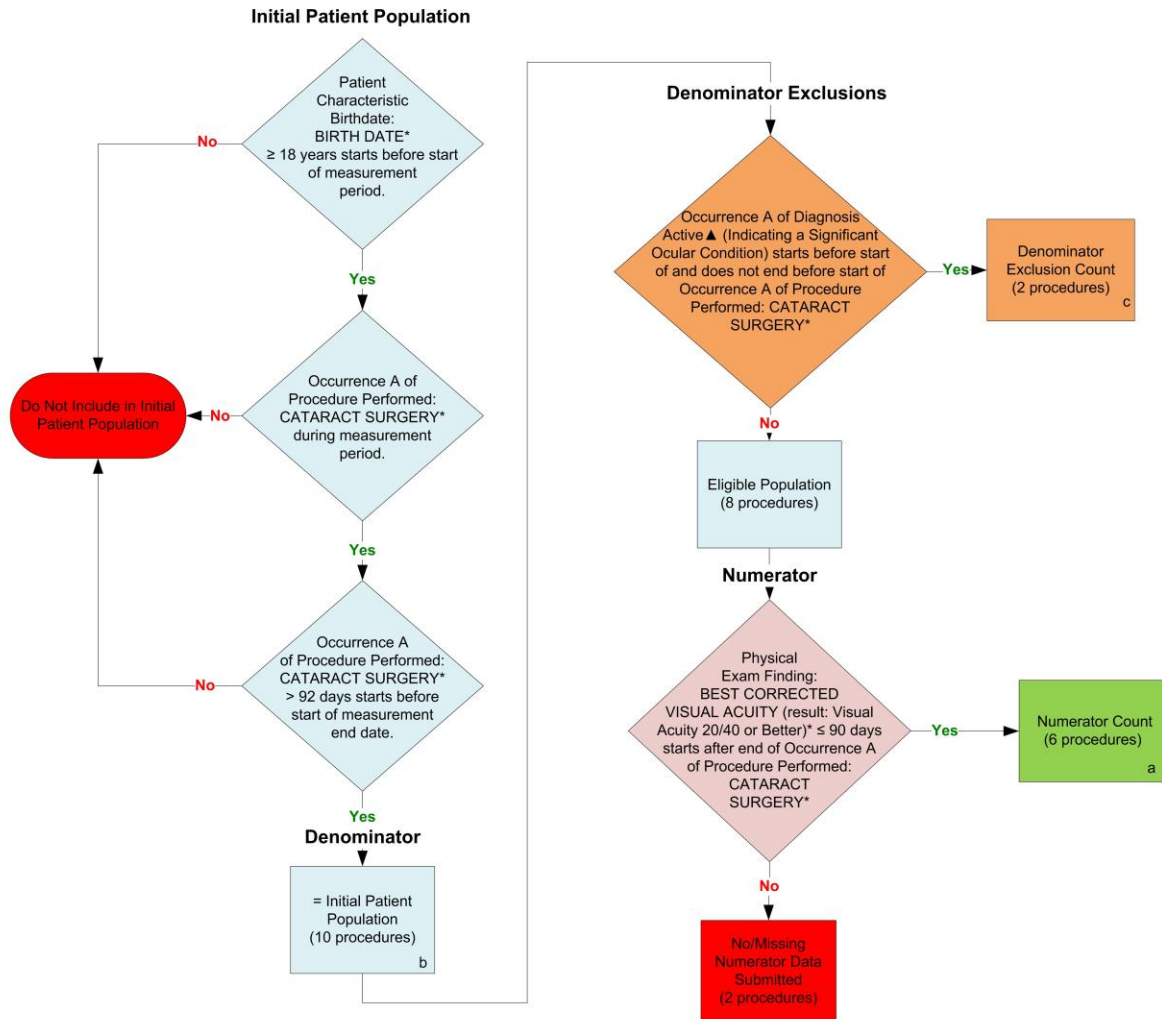 Initial Patient Population
Patient
Characteristic
Birthdate:
BIRTH DATE*
≥ 18 years starts before start
of measurement
period.
No
Yes
Occurrence A of
Procedure Performed:
CATARACT SURGERY*
during measurement
period.
No
Do Not Include in Initial
Patient Population
Yes
Occurrence A
of Procedure Performed:
CATARACT SURGERY*
> 92 days starts before
start of measurement
end date.
No
Yes
Denominator
= Initial Patient
Population
(10 procedures)
b
Denominator Exclusions
Occurrence A of Diagnosis
Active▲ (Indicating a Significant
Ocular Condition) starts before start
of and does not end before start of
Occurrence A of Procedure
Performed: CATARACT
SURGERY*
Yes
Denominator
Exclusion Count
(2 procedures)
c
No
Eligible Population
(8 procedures)
Numerator
Physical
Exam Finding:
BEST CORRECTED
VISUAL ACUITY (result: Visual
Acuity 20/40 or Better)* ≤ 90 days
starts after end of Occurrence A
of Procedure Performed:
CATARACT
SURGERY*
Yes
Numerator Count
(6 procedures)
a
No
No/Missing
Numerator Data
Submitted
(2 procedures)